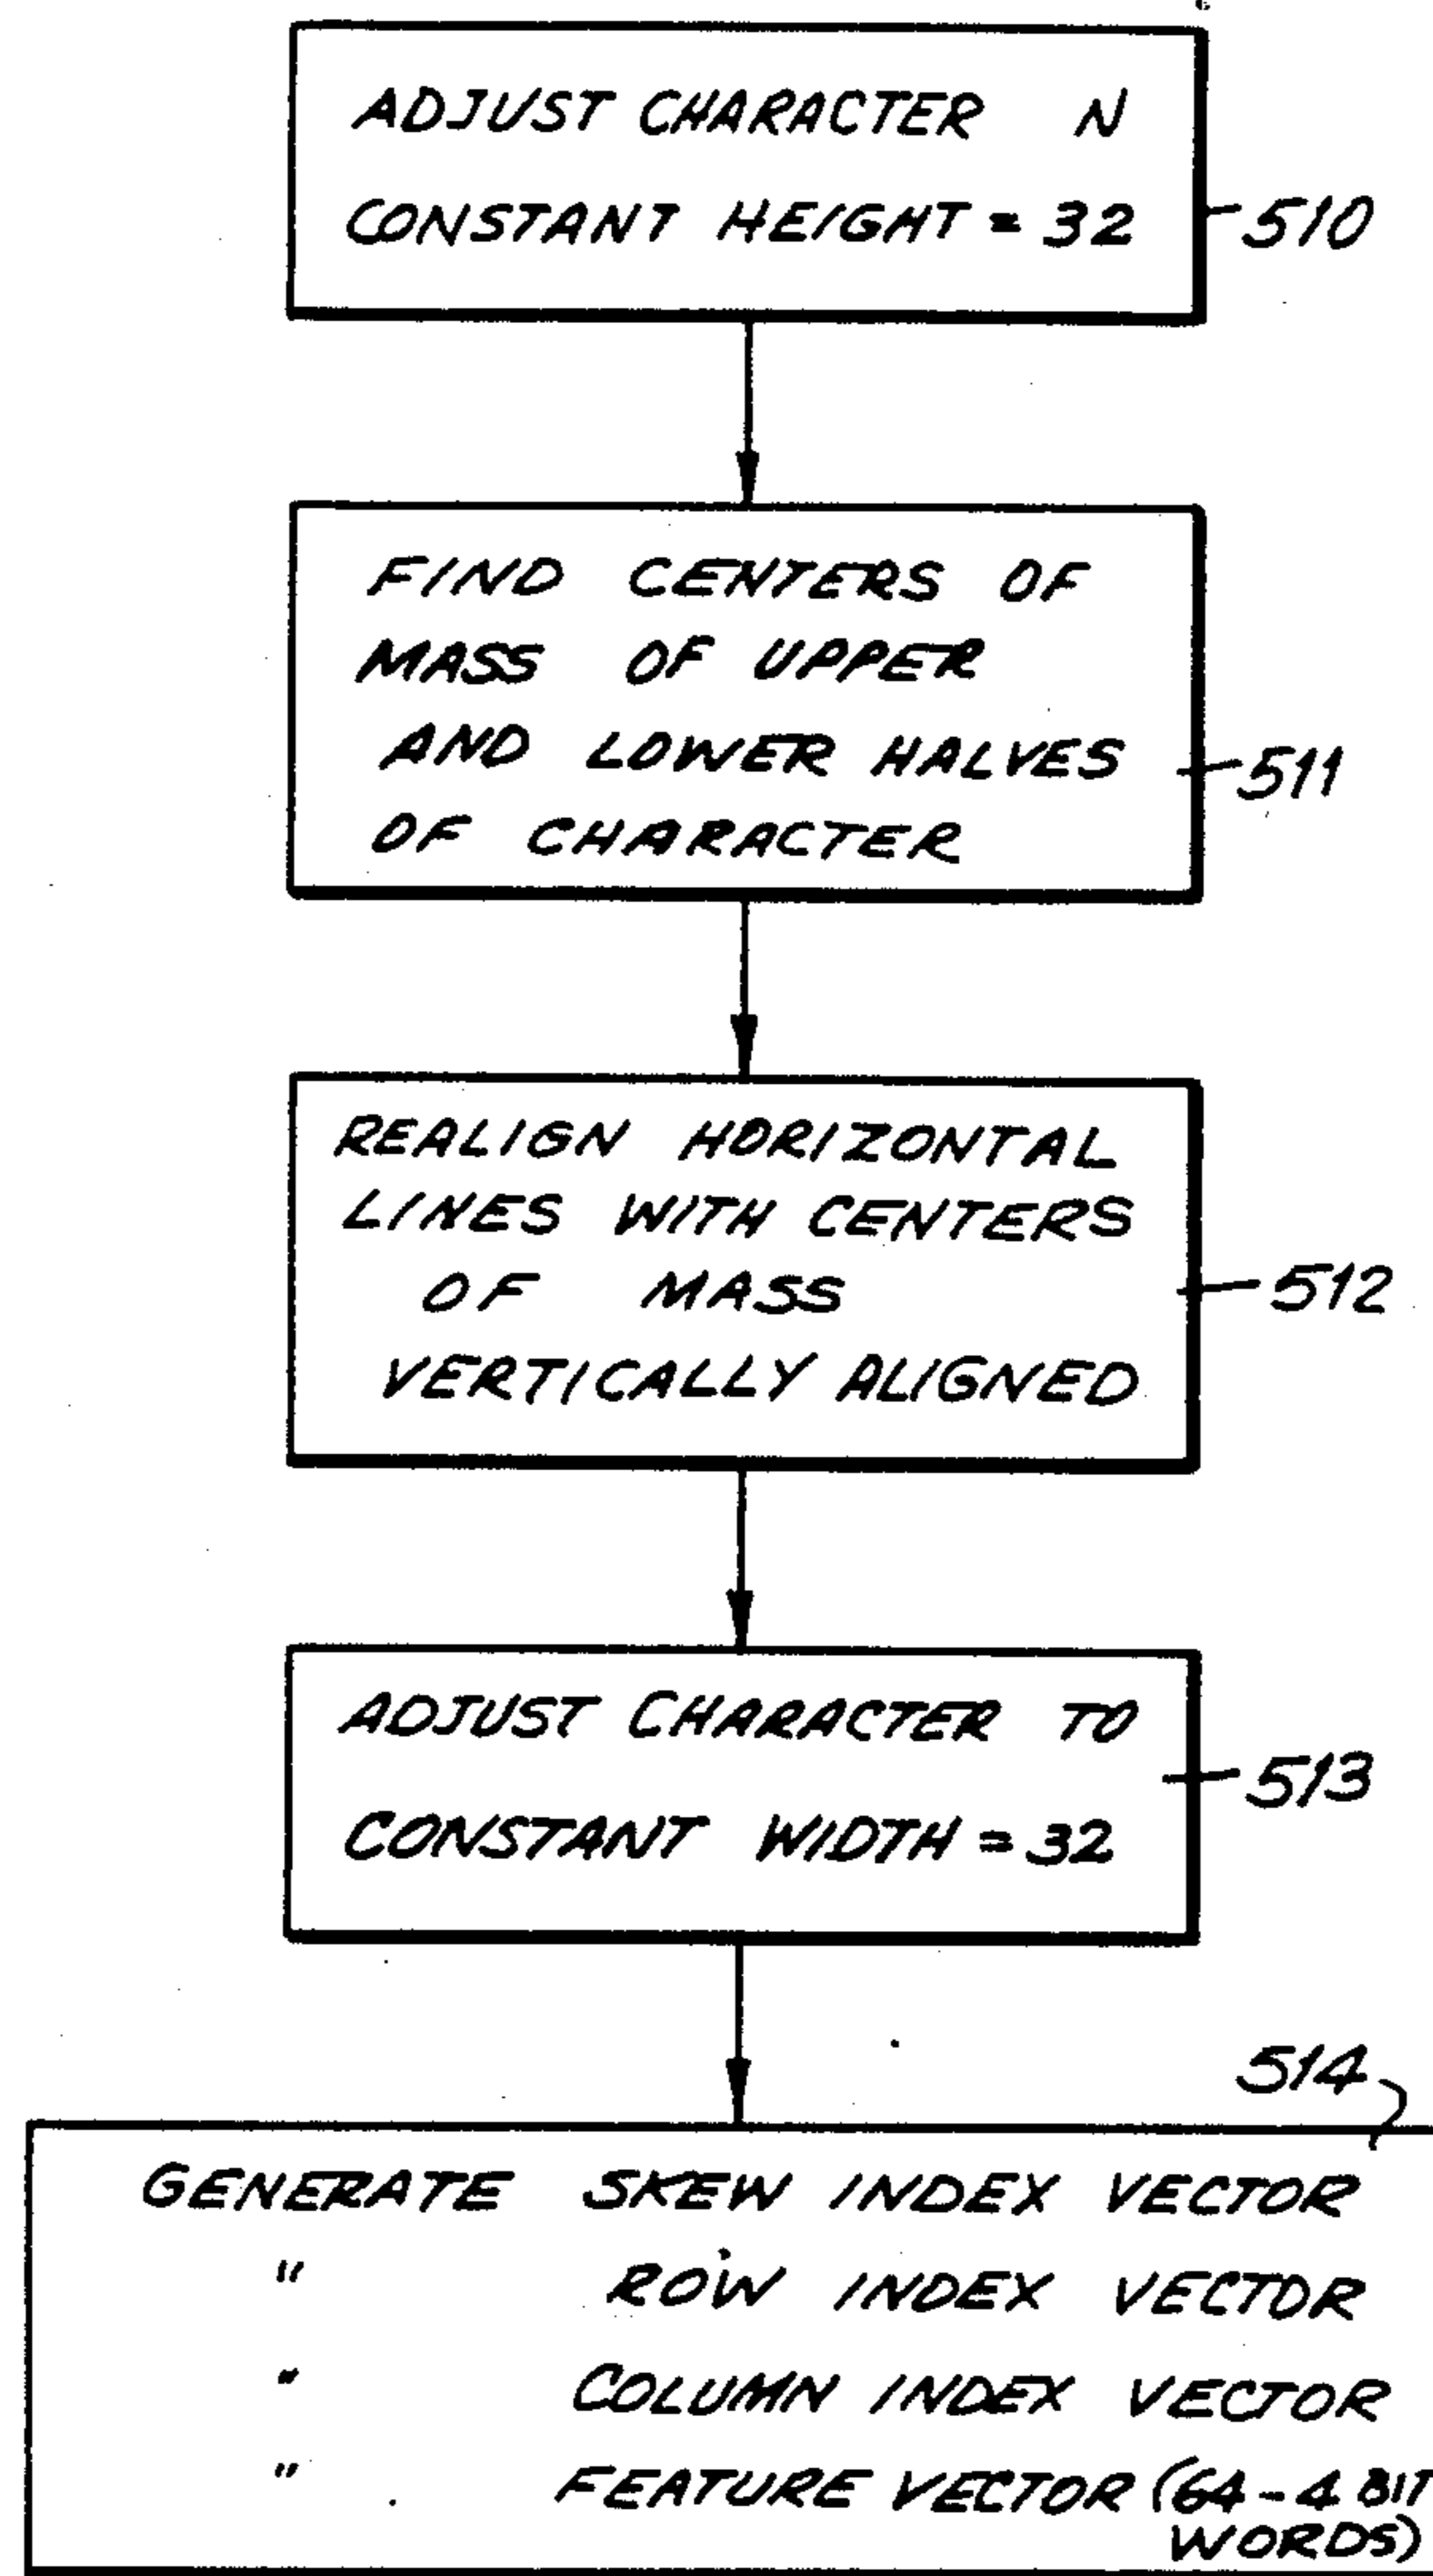 ADJUST CHARACTER N
CONSTANT HEIGHT = 32
510
FIND CENTERS OF
MASS OF UPPER
AND LOWER HALVES
OF CHARACTER
511
REALIGN HORIZONTAL
LINES WITH CENTERS
OF MASS
VERTICALLY ALIGNED
512
ADJUST CHARACTER TO
CONSTANT WIDTH = 32
513
514
GENERATE SKEW INDEX VECTOR
" ROW INDEX VECTOR
" COLUMN INDEX VECTOR
" FEATURE VECTOR (64-4 BIT
WORDS)